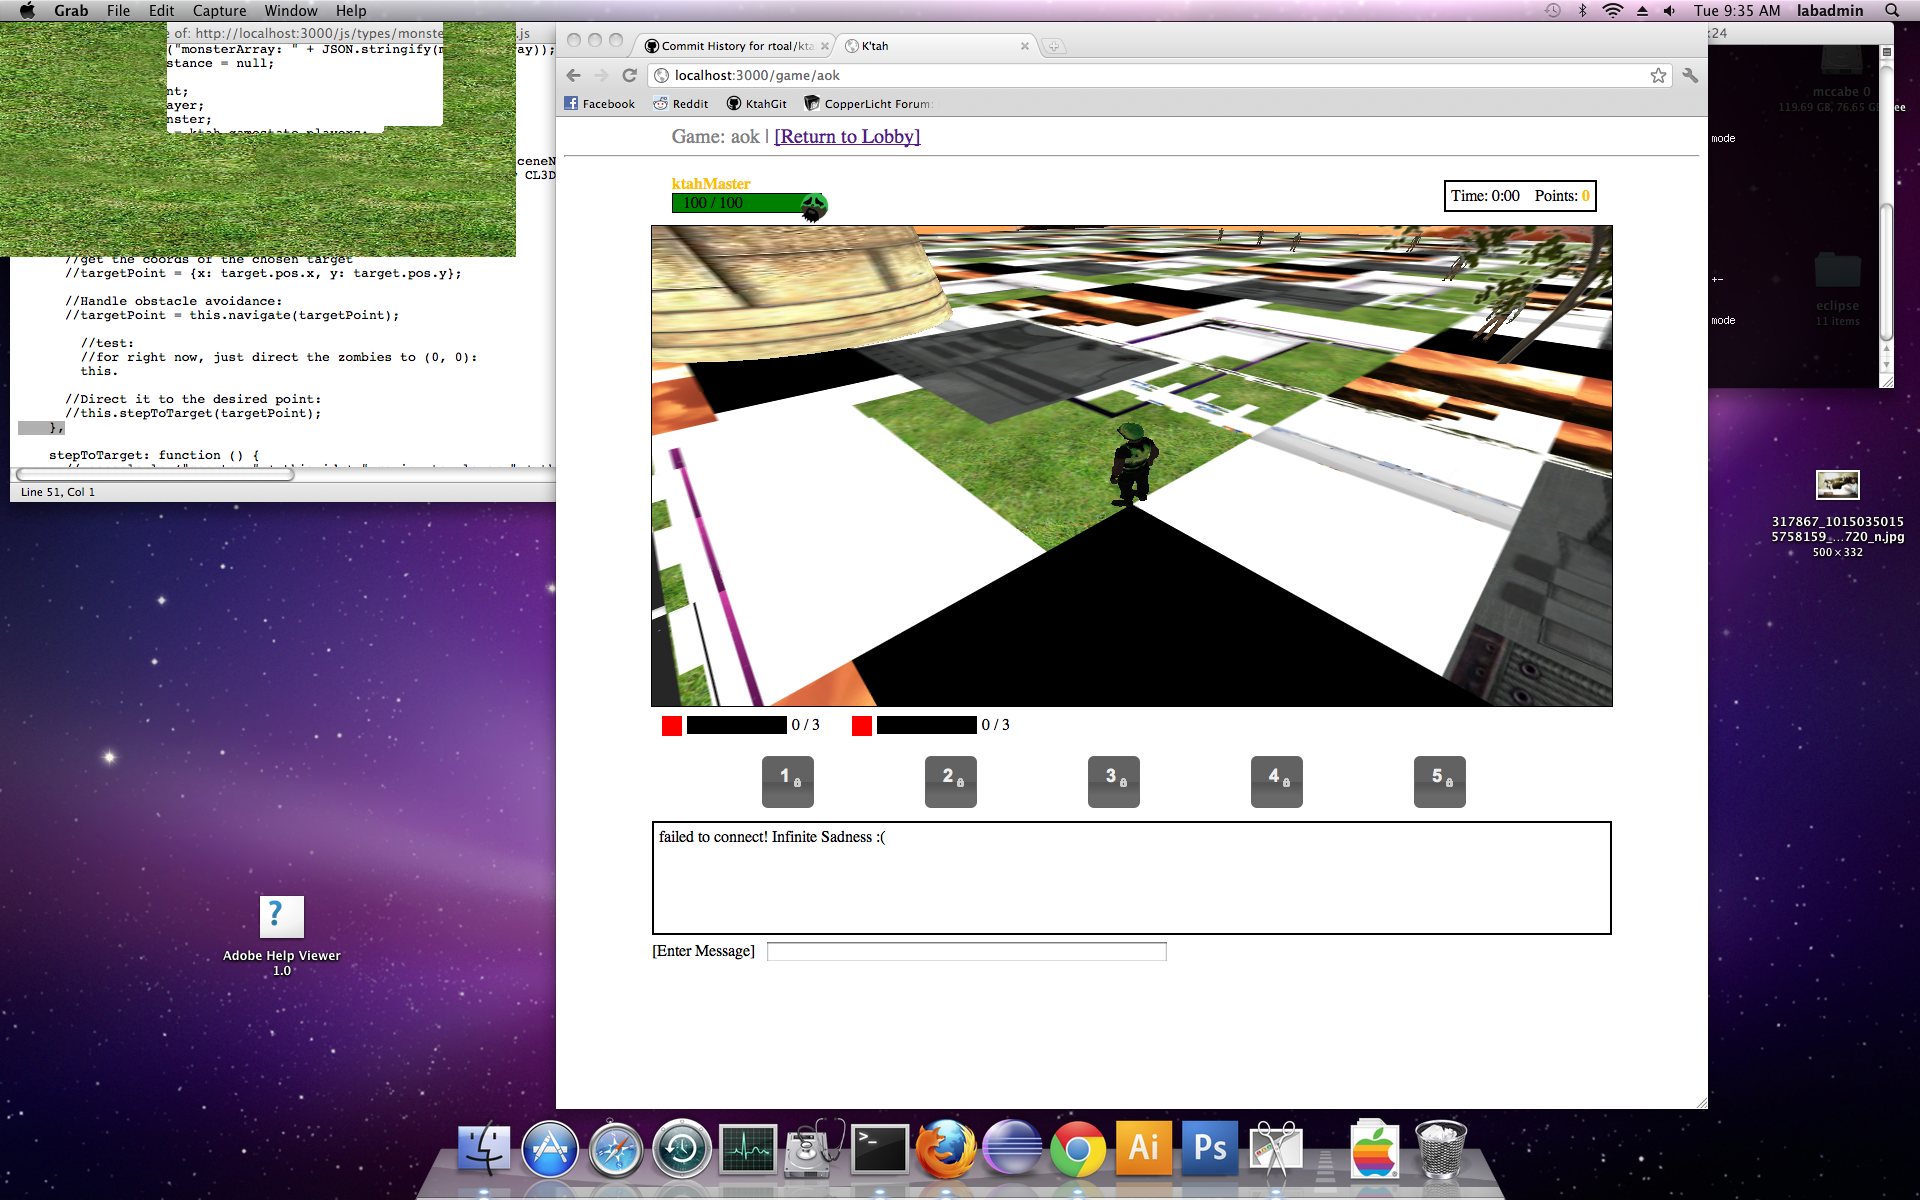 Grab File Edit Capture Window Help
Tue 9:35 AM labadmin
e of: http://localhost:3000/js/types/monste
.js
("monsterArray: " + JSON.stringify(
ay));
stance = null;
nt;
ayer;
nster;
= ktah.gamestate.players;
sceneN
CL3D
//get the coords of the chosen target
//targetPoint = {x: target.pos.x, y: target.pos.y};
//Handle obstacle avoidance:
//targetPoint = this.navigate(targetPoint);
//test:
//for right now, just direct the zombies to (0, 0):
this.
//Direct it to the desired point:
//this.stepToTarget(targetPoint);
},
stepToTarget: function () {
Line 51, Col 1
Adobe Help Viewer
1.0
Commit History for rtoal/kta
K'tah
localhost:3000/game/aok
Facebook Reddit KtahGit CopperLicht Forum:
Game: aok | [Return to Lobby]
ktahMaster
100 / 100
Time: 0:00 Points: 0
0 / 3 0 / 3
1 2 3 4 5
failed to connect! Infinite Sadness :(
[Enter Message]
:24
mccabe 0
119.69 GB, 76.65 ee
mode
+-
eclipse
11 items
mode
317867_1015035015
5758159_...720_n.jpg
500 × 332
>_
Ai Ps